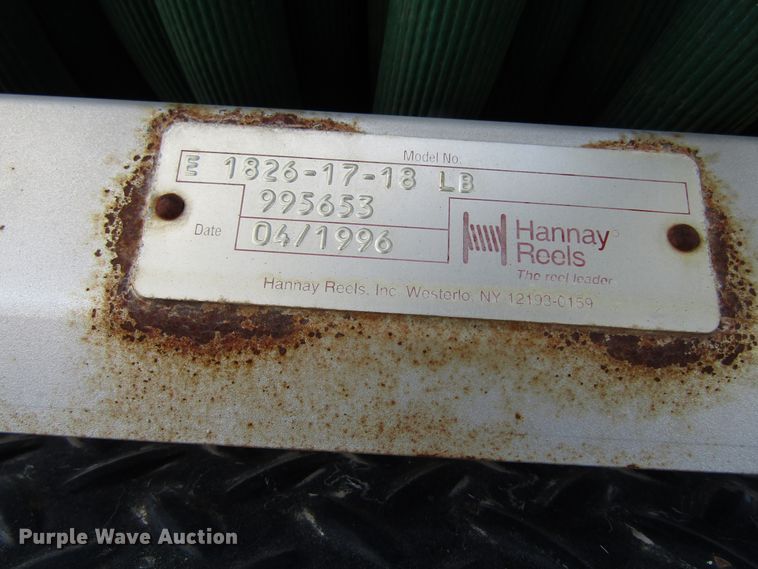 Model No.
E 1826-17-18 LB
995653
Date 04/1996
Hannay®
Reels
The reel leader
Hannay Reels, Inc. Westerlo, NY 12193-0159
Purple Wave Auction